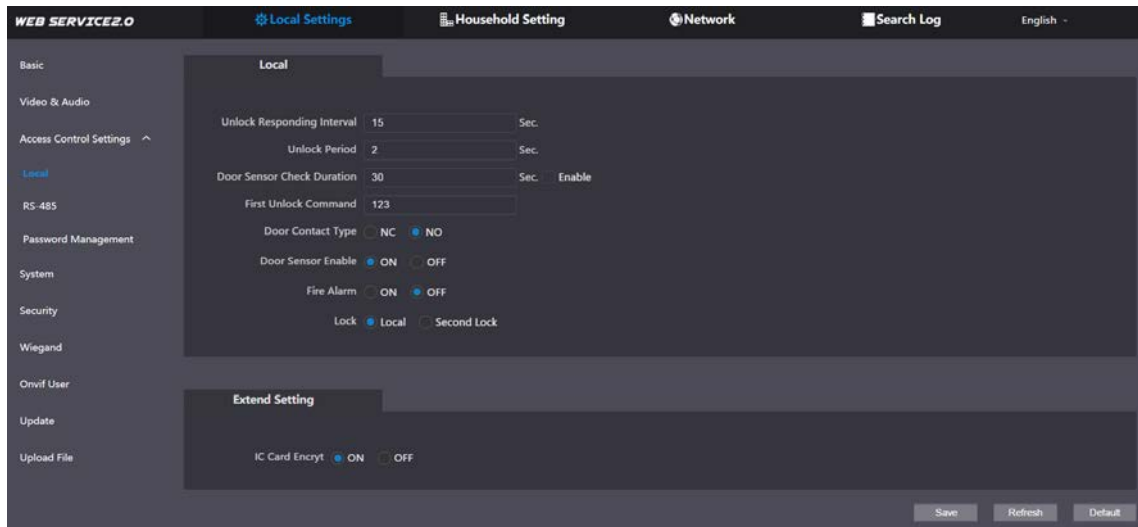 WEB SERVICE2.0 Local Settings Household Setting Network Search Log English
Basic
Video & Audio
Access Control Settings
Local
RS-485
Password Management
System
Security
Wiegand
Onvif User
Update
Upload File
Local
Unlock Responding Interval 15 Sec.
Unlock Period 2 Sec.
Door Sensor Check Duration 30 Sec. Enable
First Unlock Command 123
Door Contact Type NC NO
Door Sensor Enable ON OFF
Fire Alarm ON OFF
Lock Local Second Lock
Extend Setting
IC Card Encryt ON OFF
Save Refresh Default